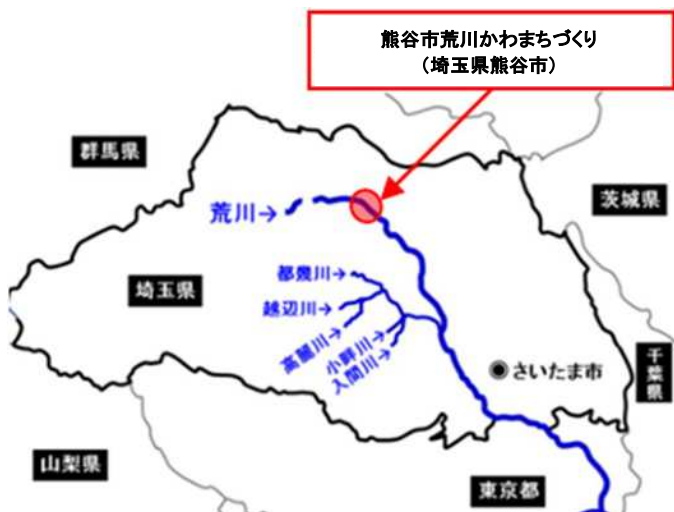 熊谷市荒川かわまちづくり
（埼玉県熊谷市）
群馬県
茨城県
荒川→
都幾川→
埼玉県
越辺川→
高麗川→
小畔川→
入間川→
さいたま市
千葉県
山梨県
東京都